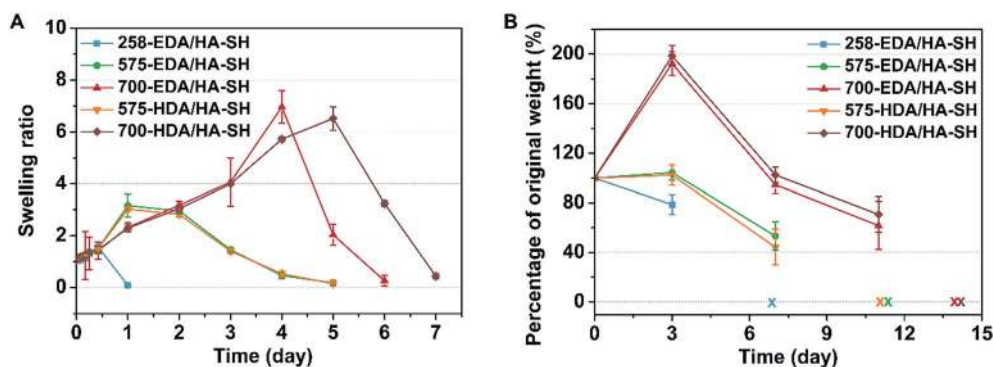 A
10
8
6
4
2
0
Swelling ratio
258-EDA/HA-SH
575-EDA/HA-SH
700-EDA/HA-SH
575-HDA/HA-SH
700-HDA/HA-SH
0 1 2 3 4 5 6 7
Time (day)
B
200
160
120
80
40
0
Percentage of original weight (%)
258-EDA/HA-SH
575-EDA/HA-SH
700-EDA/HA-SH
575-HDA/HA-SH
700-HDA/HA-SH
X XX XX
0 3 6 9 12 15
Time (day)